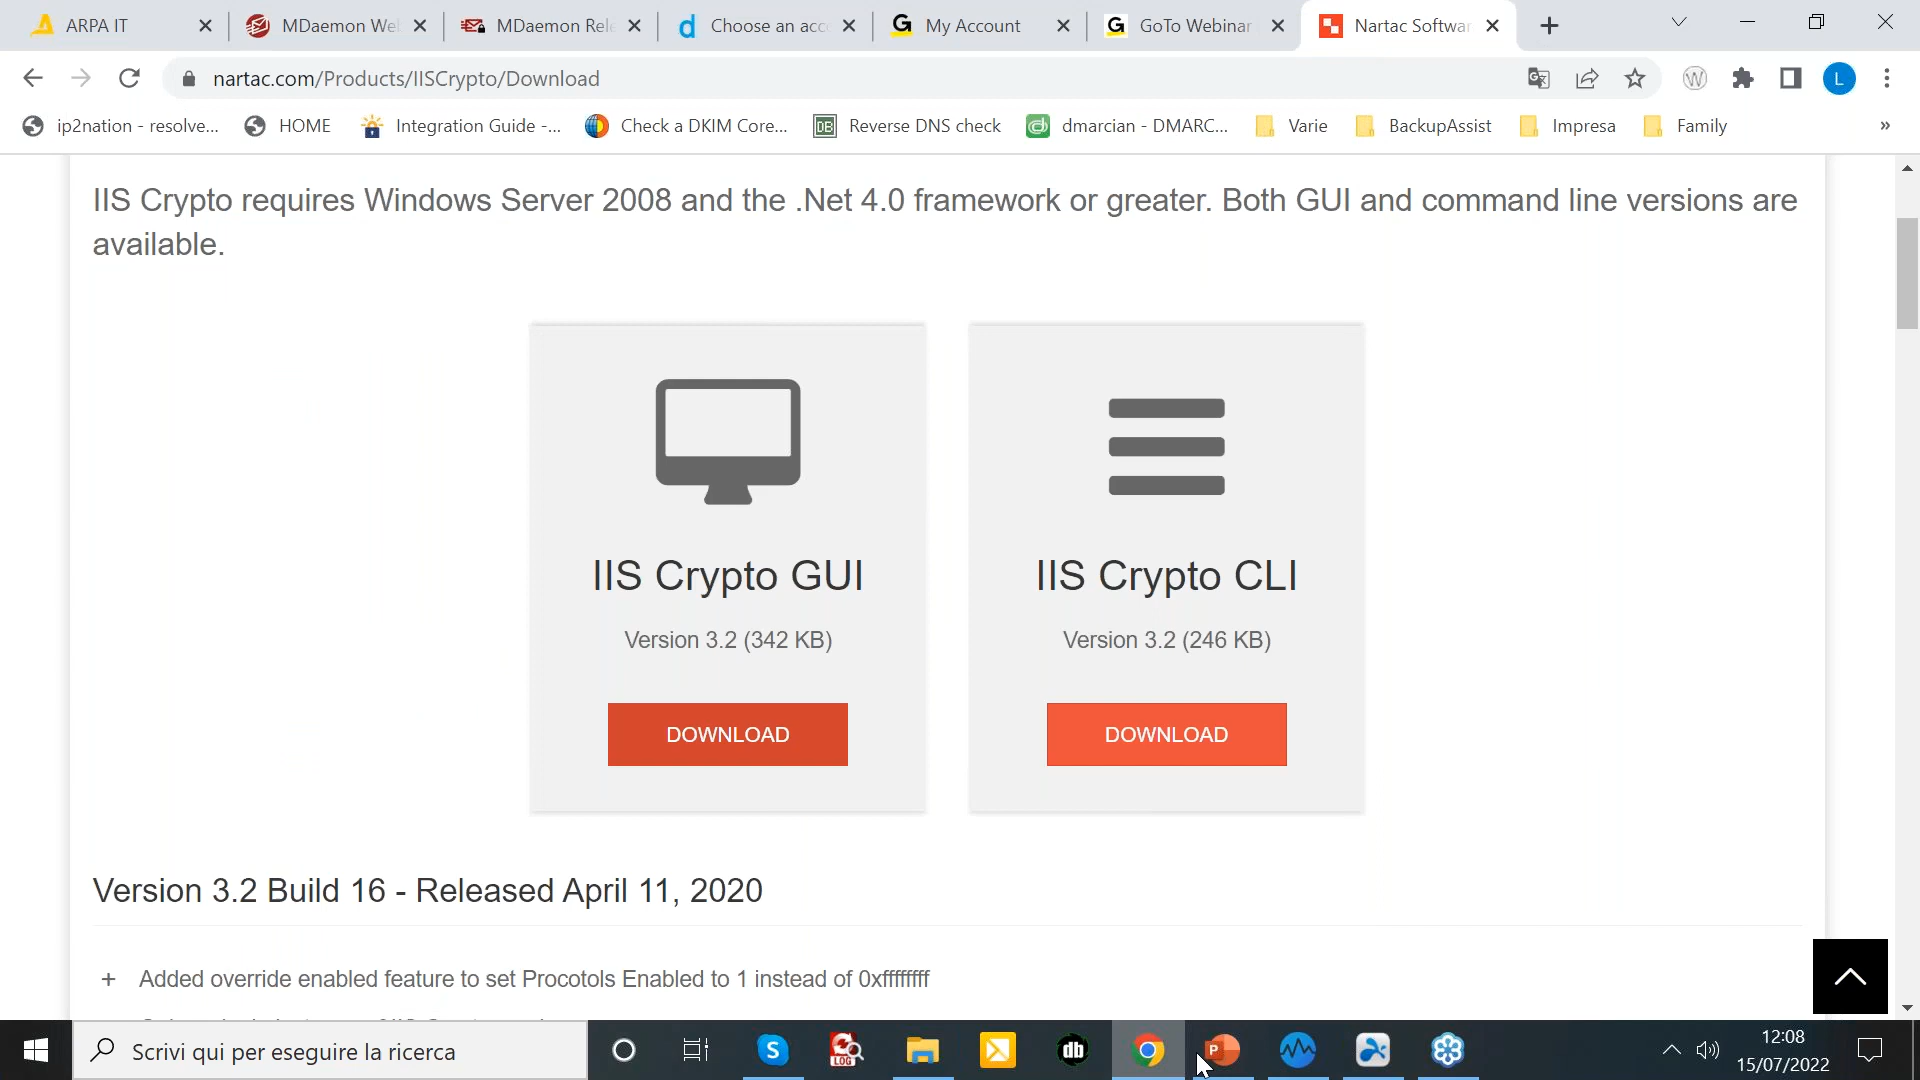 ARPA IT
MDaemon We
MDaemon Rel
Choose an acc
My Account
GoTo Webinar
Nartac Softwar
nartac.com/Products/IISCrypto/Download
L
ip2nation - resolve...
HOME
Integration Guide -...
Check a DKIM Core...
DB
Reverse DNS check
dmarcian - DMARC...
Varie
BackupAssist
Impresa
Family
»
IIS Crypto requires Windows Server 2008 and the .Net 4.0 framework or greater. Both GUI and command line versions are
available.
IIS Crypto GUI
Version 3.2 (342 KB)
DOWNLOAD
IIS Crypto CLI
Version 3.2 (246 KB)
DOWNLOAD
Version 3.2 Build 16 - Released April 11, 2020
+ Added override enabled feature to set Procotols Enabled to 1 instead of 0xffffffff
Scrivi qui per eseguire la ricerca
12:08
15/07/2022